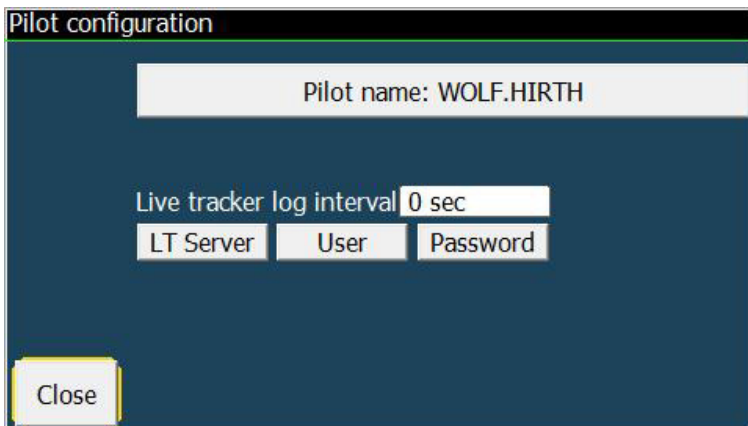 Pilot configuration
Pilot name: WOLF.HIRTH
Live tracker log interval 0 sec
LT Server User Password
Close